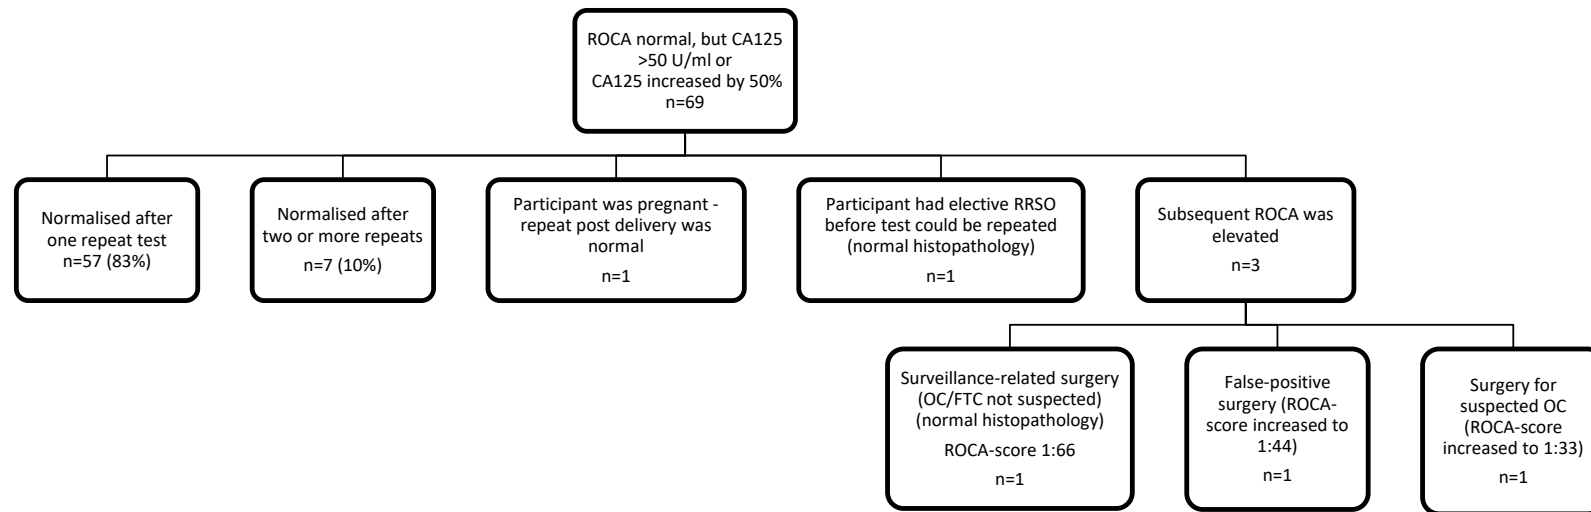 ROCA normal, but CA125
>50 U/ml or
CA125 increased by 50%
n=69
Normalised after
one repeat test
n=57 (83%)
Normalised after
two or more repeats
n=7 (10%)
Participant was pregnant -
repeat post delivery was
normal
n=1
Participant had elective RRSO
before test could be repeated
(normal histopathology)
n=1
Subsequent ROCA was
elevated
n=3
Surveillance-related surgery
(OC/FTC not suspected)
(normal histopathology)
ROCA-score 1:66
n=1
False-positive
surgery (ROCA-
score increased to
1:44)
n=1
Surgery for
suspected OC
(ROCA-score
increased to 1:33)
n=1